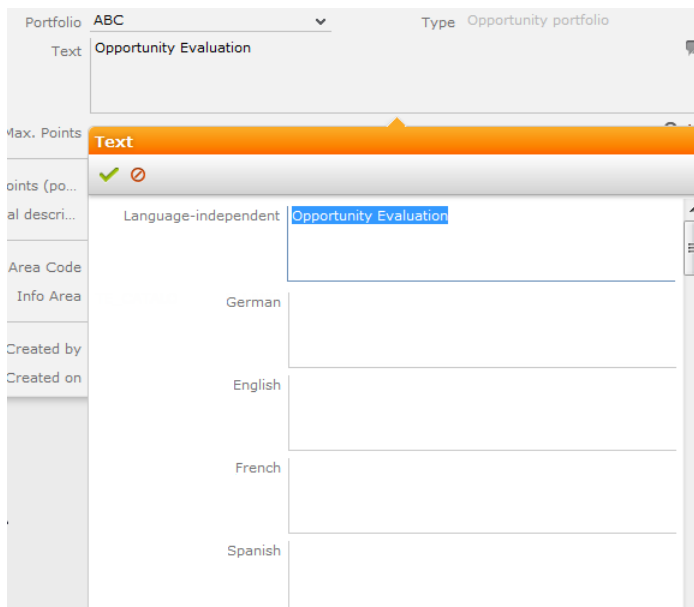 Portfolio ABC Type Opportunity portfolio
Text Opportunity Evaluation
Max. Points
Text
oints (po...
al descri...
Language-independent Opportunity Evaluation
Area Code
Info Area
German
Created by
Created on
English
French
Spanish